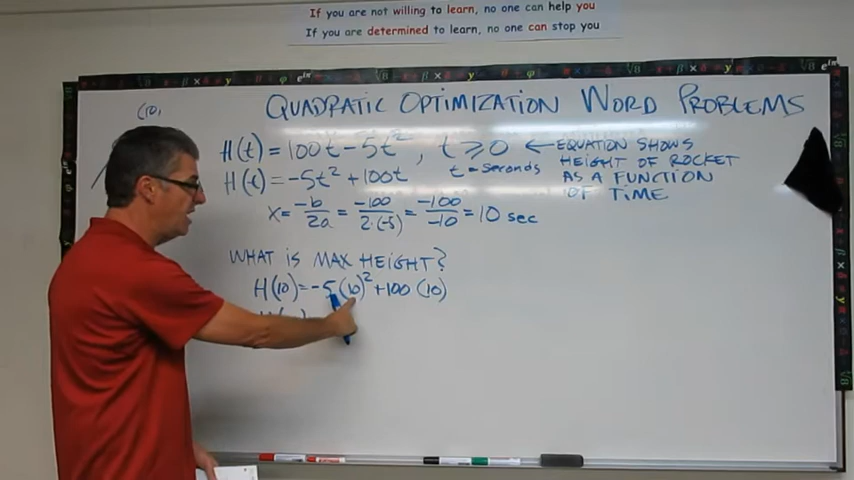 If you are not willing to learn, no one can help you
If you are determined to learn, no one can stop you
(10,
QUADRATIC OPTIMIZATION WORD PROBLEMS
H(t) = 100t - 5t², t ≥ 0 ← EQUATION SHOWS
t = seconds HEIGHT OF ROCKET
H(t) = -5t² + 100t AS A FUNCTION
OF TIME
x = -b/2a = -100/2·(-5) = -100/-10 = 10 sec
WHAT IS MAX HEIGHT?
H(10) = -5(10)² + 100(10)